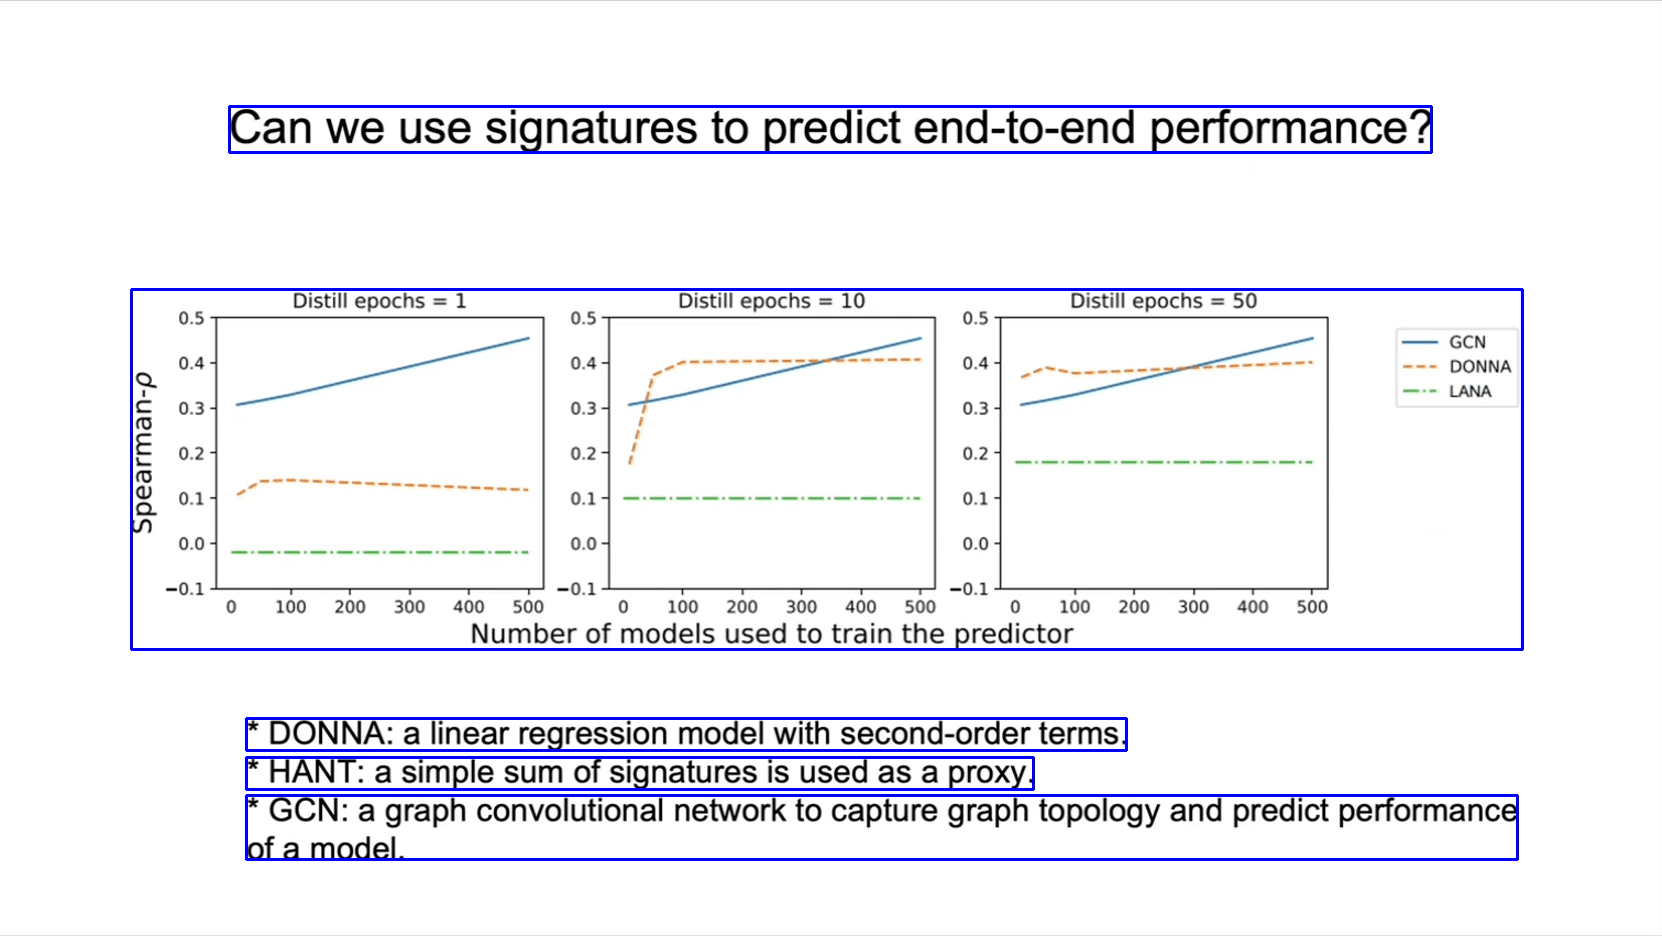 Can we use signatures to predict end-to-end performance?
Distill epochs = 1
Distill epochs = 10
Distill epochs = 50
Spearman-ρ
0.5
0.4
0.3
0.2
0.1
0.0
−0.1
0 100 200 300 400 500
0.5
0.4
0.3
0.2
0.1
0.0
−0.1
0 100 200 300 400 500
0.5
0.4
0.3
0.2
0.1
0.0
−0.1
0 100 200 300 400 500
GCN
DONNA
LANA
Number of models used to train the predictor
* DONNA: a linear regression model with second-order terms.
* HANT: a simple sum of signatures is used as a proxy.
* GCN: a graph convolutional network to capture graph topology and predict performance
of a model.